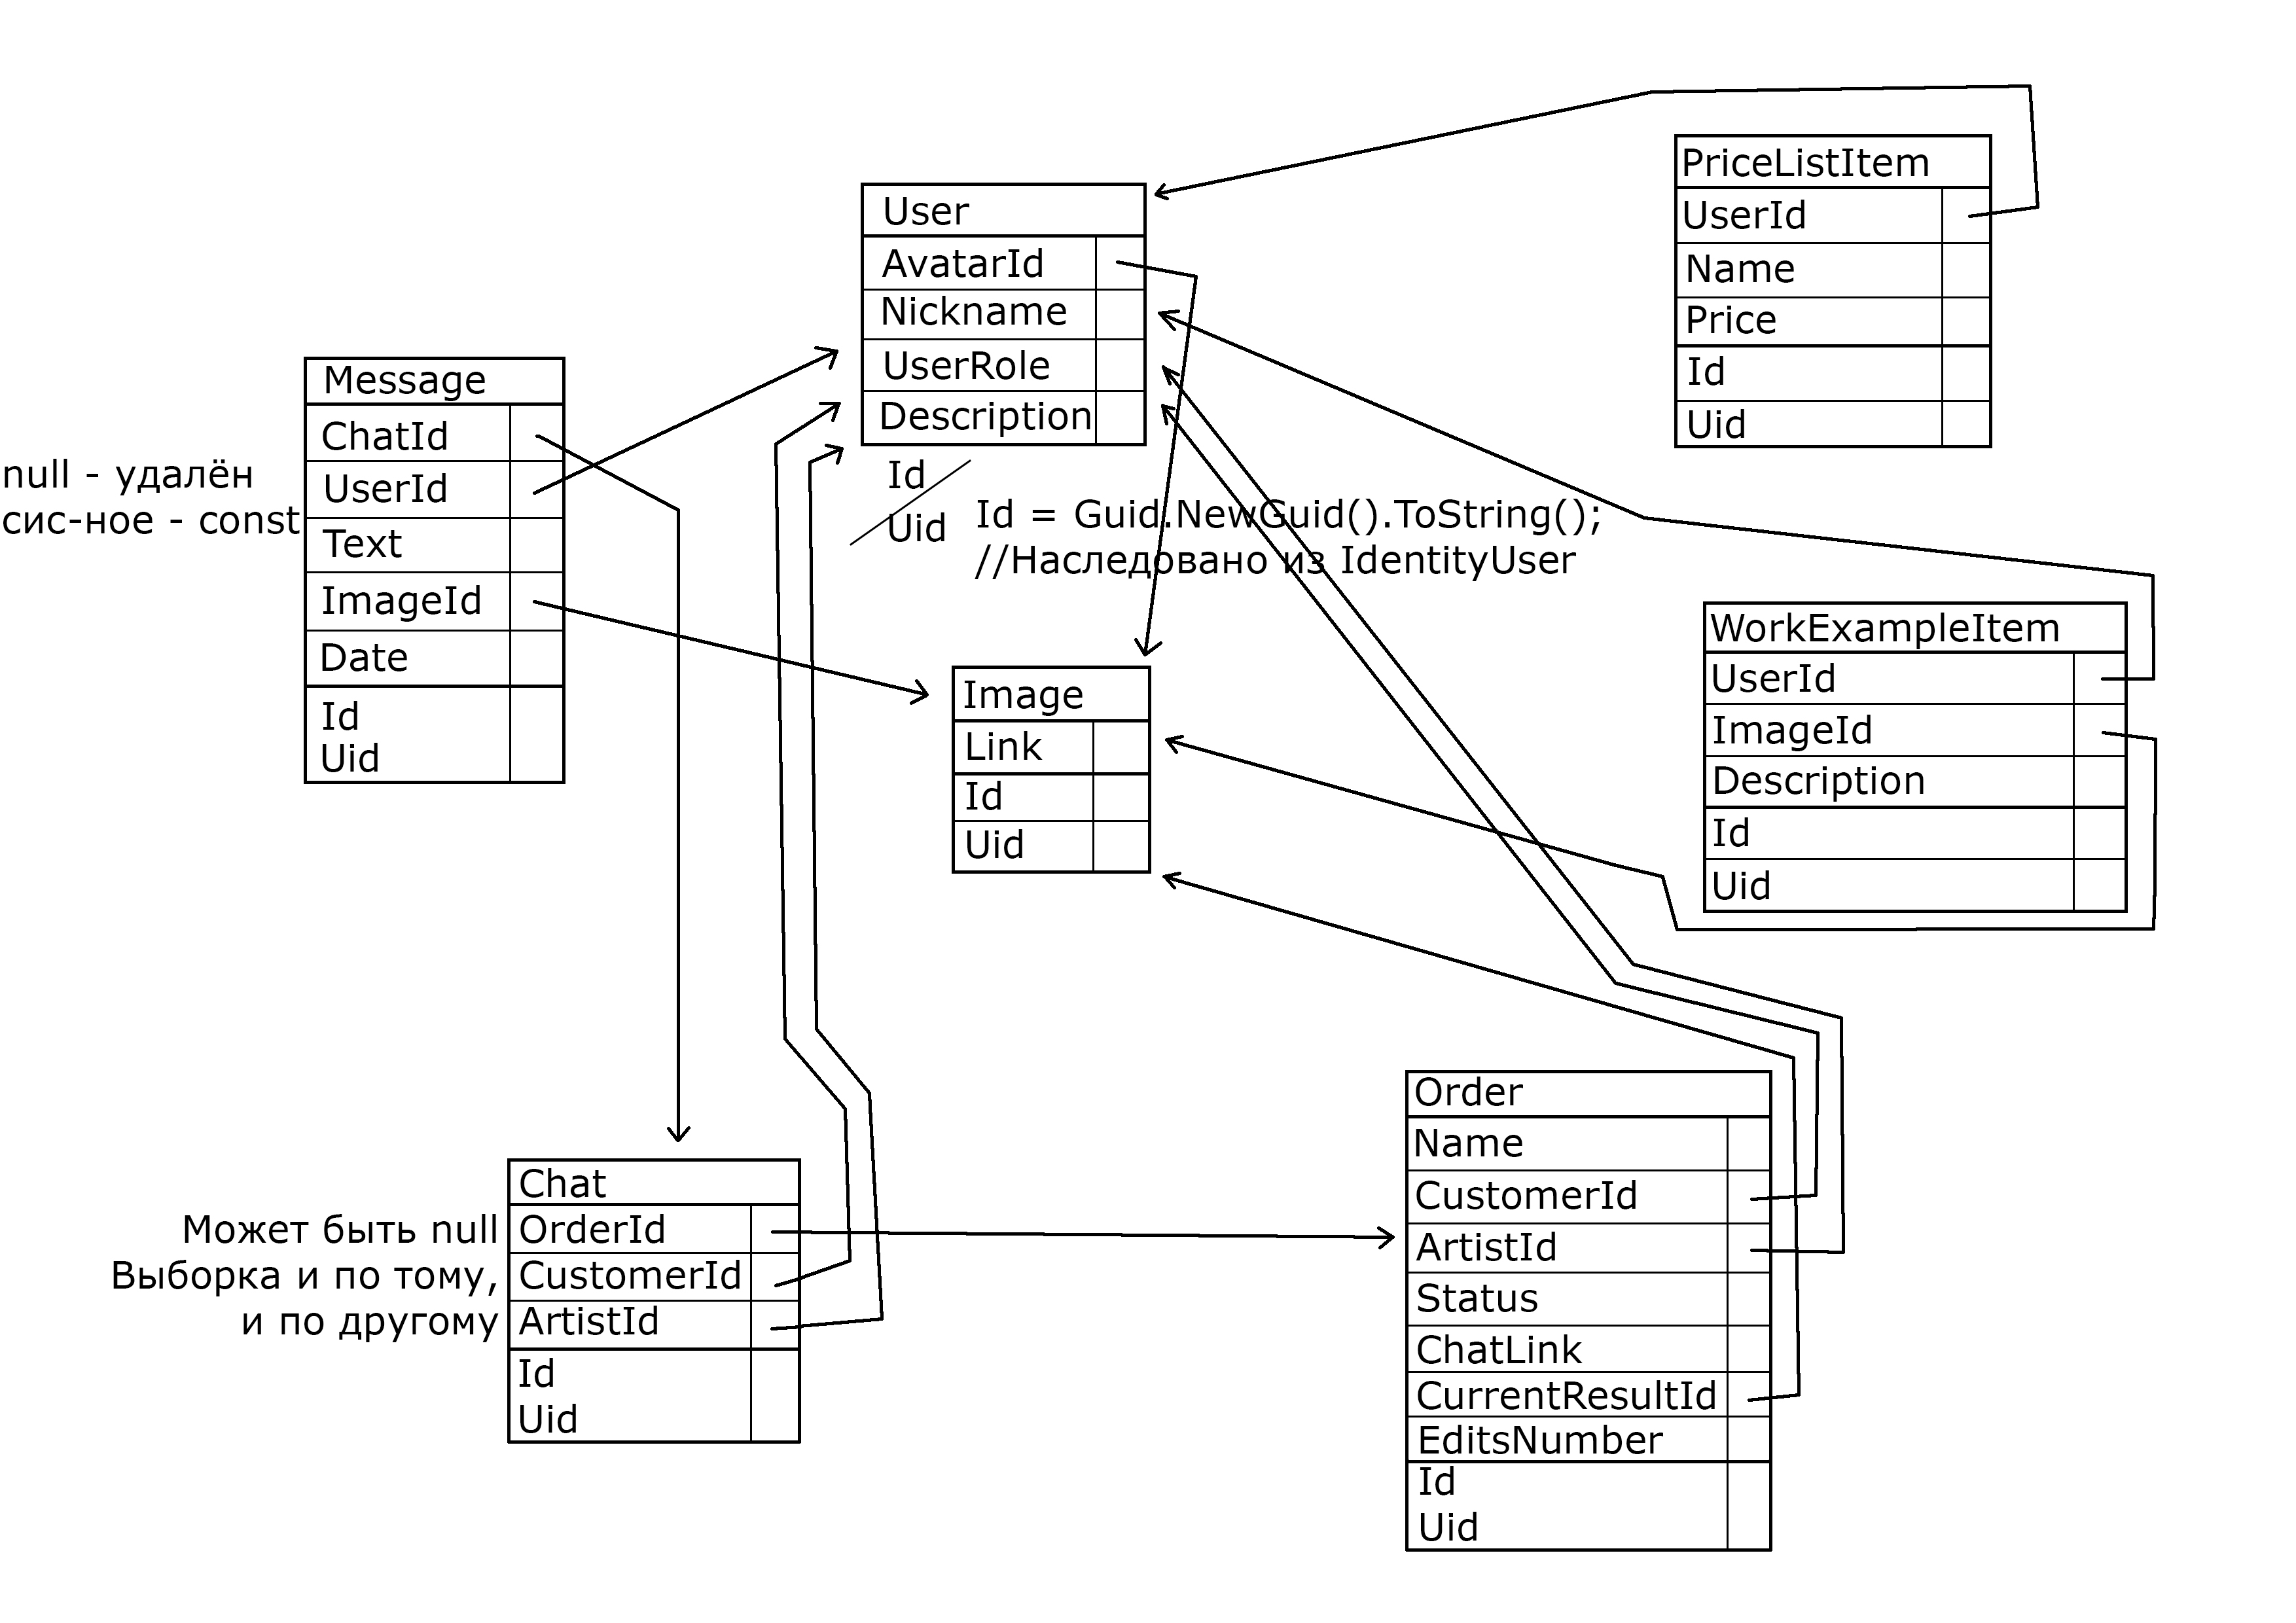 PriceListItem
UserId
Name
Price
Id
Uid
User
AvatarId
Nickname
UserRole
Description
Id
Uid
Id = Guid.NewGuid().ToString();
//Наследовано из IdentityUser
Message
ChatId
UserId
Text
ImageId
Date
Id
Uid
null - удалён
сис-ное - const
Image
Link
Id
Uid
WorkExampleItem
UserId
ImageId
Description
Id
Uid
Chat
OrderId
CustomerId
ArtistId
Id
Uid
Может быть null
Выборка и по тому,
и по другому
Order
Name
CustomerId
ArtistId
Status
ChatLink
CurrentResultId
EditsNumber
Id
Uid